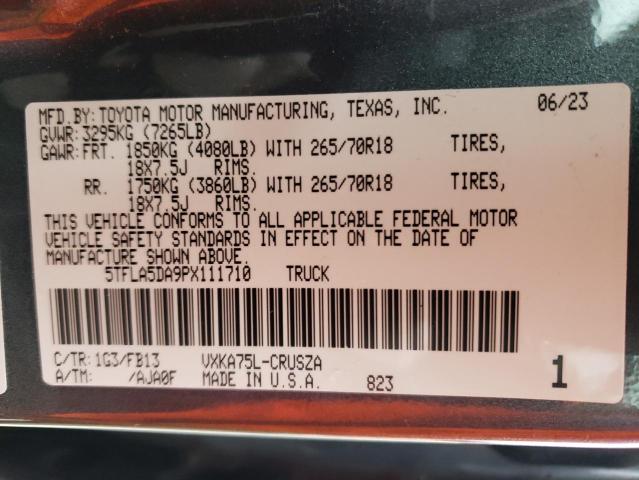 MFD.BY: TOYOTA MOTOR MANUFACTURING, TEXAS, INC. 06/23
GVWR: 3295KG (7265LB)
GAWR: FRT. 1850KG (4080LB) WITH 265/70R18 TIRES,
18X7.5J RIMS.
RR. 1750KG (3860LB) WITH 265/70R18 TIRES,
18X7.5J RIMS.
THIS VEHICLE CONFORMS TO ALL APPLICABLE FEDERAL MOTOR
VEHICLE SAFETY STANDARDS IN EFFECT ON THE DATE OF
MANUFACTURE SHOWN ABOVE.
5TFLA5DA9PX111710 TRUCK
C/TR: 1G3/FB13 VXKA75L-CRUSZA
A/TM: /AJA0F MADE IN U.S.A. 823 1